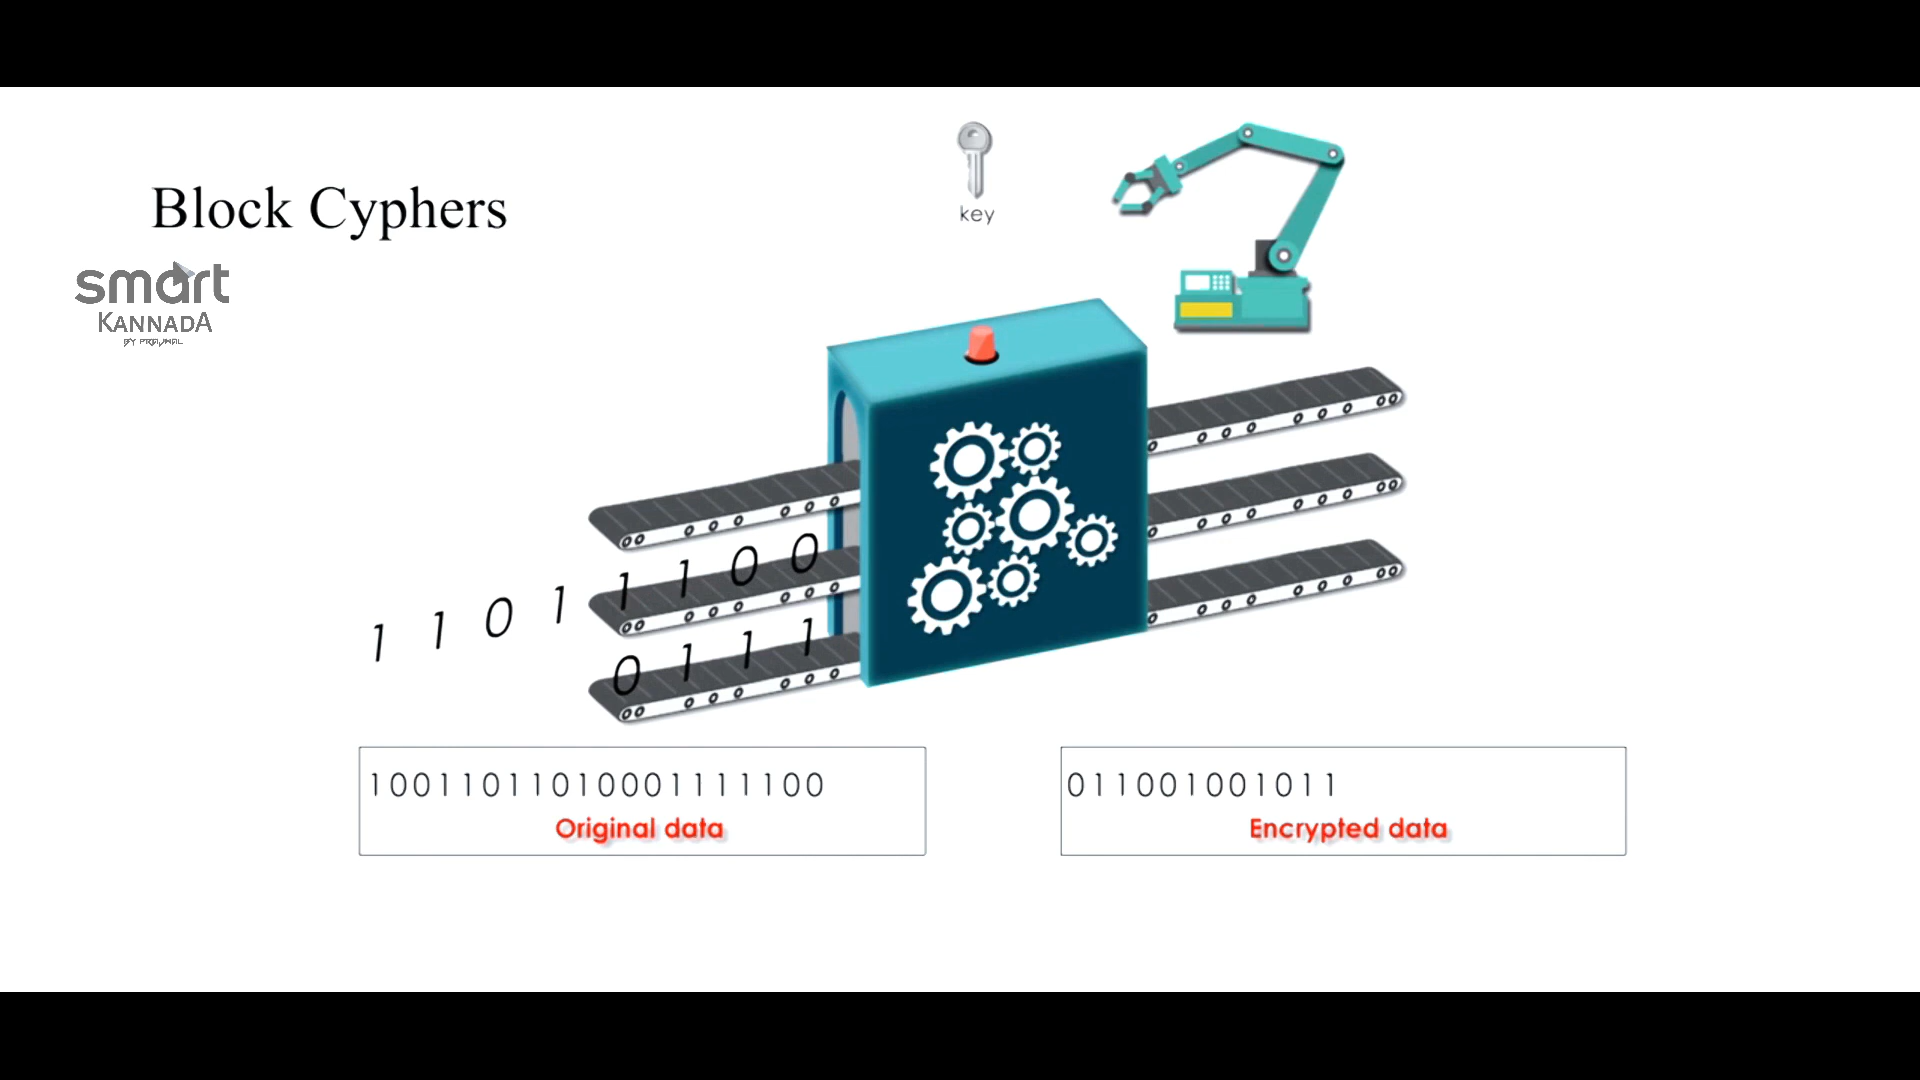 key
Block Cyphers
smart
KANNADA
1 1 0 1 1 1 0 0
0 1 1 1
10011011010001111100
Original data
011001001011
Encrypted data